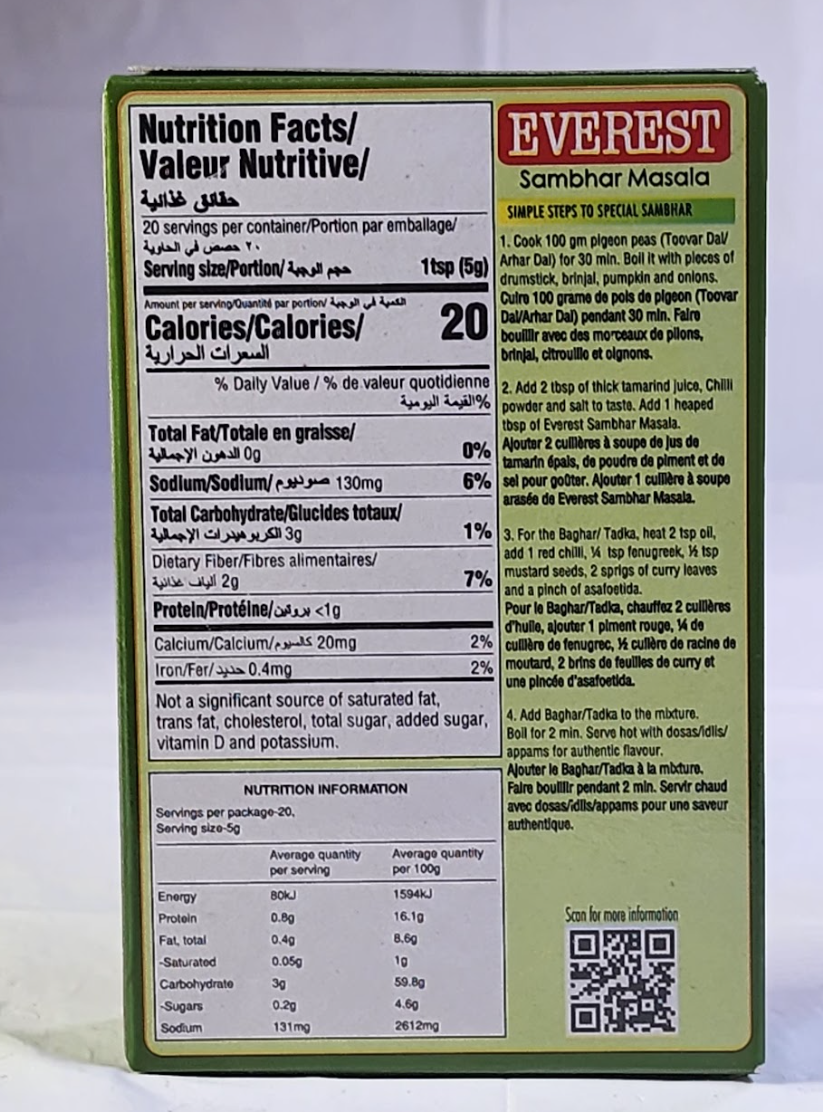 Nutrition Facts/
Valeur Nutritive/
حقائق غذائية
20 servings per container/Portion par emballage/
٢٠ حصص في الحاوية
Serving size/Portion/ حجم الوجبة 1tsp (5g)
Amount per serving/Quantité par portion/ الكمية في الوجبة
Calories/Calories/ 20
السعرات الحرارية
% Daily Value / % de valeur quotidienne
%القيمة اليومية
Total Fat/Totale en graisse/
الدهون الإجمالية 0g 0%
Sodium/Sodium/ صوديوم 130mg 6%
Total Carbohydrate/Glucides totaux/
الكربوهيدرات الإجمالية 3g 1%
Dietary Fiber/Fibres alimentaires/
ألياف غذائية 2g 7%
Protein/Protéine/ بروتين <1g
Calcium/Calcium/ كالسيوم 20mg 2%
Iron/Fer/ حديد 0.4mg 2%
Not a significant source of saturated fat,
trans fat, cholesterol, total sugar, added sugar,
vitamin D and potassium.
NUTRITION INFORMATION
Servings per package-20,
Serving size-5g
Average quantity Average quantity
per serving per 100g
Energy 80kJ 1594kJ
Protein 0.8g 16.1g
Fat, total 0.4g 8.6g
-Saturated 0.05g 1g
Carbohydrate 3g 59.8g
-Sugars 0.2g 4.6g
Sodium 131mg 2612mg
EVEREST
Sambhar Masala
SIMPLE STEPS TO SPECIAL SAMBHAR
1. Cook 100 gm pigeon peas (Toovar Dal/
Arhar Dal) for 30 min. Boil it with pieces of
drumstick, brinjal, pumpkin and onions.
Cuire 100 grame de pois de pigeon (Toovar
Dal/Arhar Dal) pendant 30 min. Faire
bouillir avec des morceaux de pilons,
brinjal, citrouille et oignons.
2. Add 2 tbsp of thick tamarind juice, Chilli
powder and salt to taste. Add 1 heaped
tbsp of Everest Sambhar Masala.
Ajouter 2 cuillères à soupe de jus de
tamarin épais, de poudre de piment et de
sel pour goûter. Ajouter 1 cuillère à soupe
arasée de Everest Sambhar Masala.
3. For the Baghar/ Tadka, heat 2 tsp oil,
add 1 red chilli, ¼ tsp fenugreek, ½ tsp
mustard seeds, 2 sprigs of curry leaves
and a pinch of asafoetida.
Pour le Baghar/Tadka, chauffez 2 cuillères
d'huile, ajouter 1 piment rouge, ¼ de
cuillère de fenugrec, ½ cullère de racine de
moutard, 2 brins de feuilles de curry et
une pincée d'asafoetida.
4. Add Baghar/Tadka to the mixture.
Boil for 2 min. Serve hot with dosas/idlis/
appams for authentic flavour.
Ajouter le Baghar/Tadka à la mixture.
Faire bouillir pendant 2 min. Servir chaud
avec dosas/idlis/appams pour une saveur
authentique.
Scan for more information